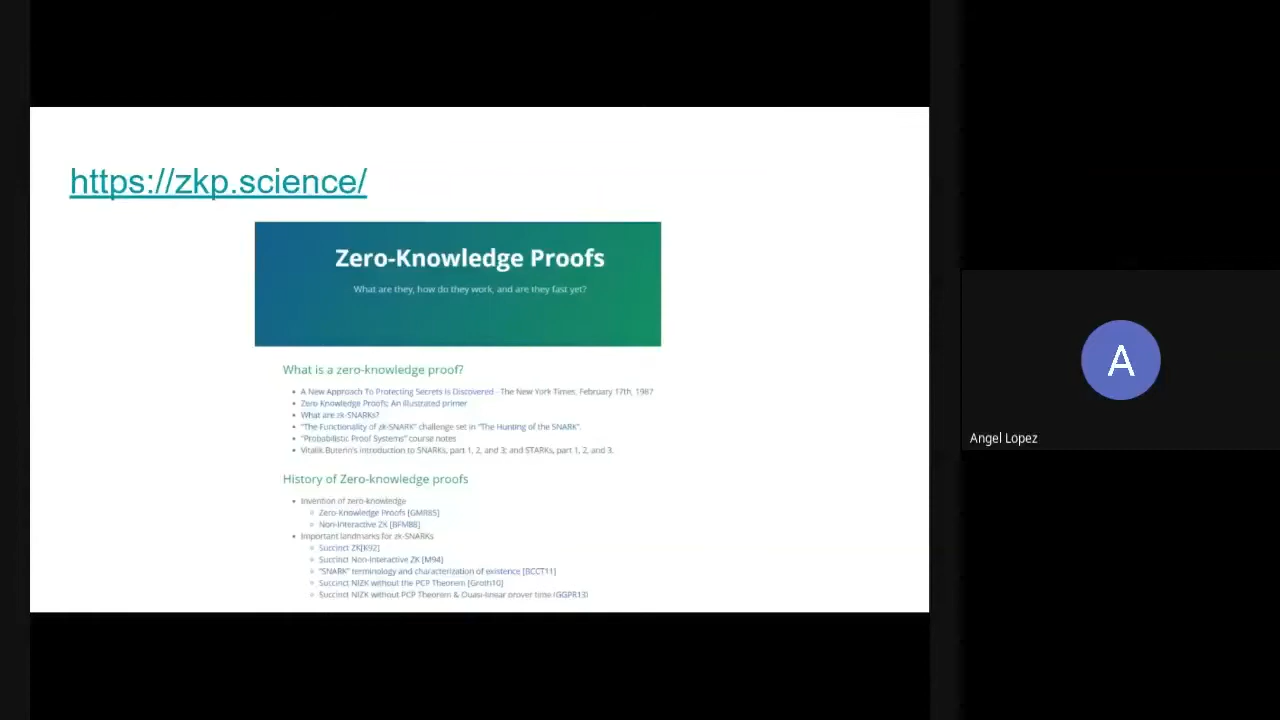 https://zkp.science/
Zero-Knowledge Proofs
What are they, how do they work, and are they fast yet?
What is a zero-knowledge proof?
• A New Approach To Protecting Secrets Is Discovered - The New York Times, February 17th, 1987
• Zero Knowledge Proofs: An illustrated primer
• What are zk-SNARKs?
• "The Functionality of zk-SNARK" challenge set in "The Hunting of the SNARK".
• "Probabilistic Proof Systems" course notes
• Vitalik Buterin's introduction to SNARKs, part 1, 2, and 3; and STARKs, part 1, 2, and 3.
History of Zero-knowledge proofs
• Invention of zero-knowledge
◦ Zero-Knowledge Proofs [GMR85]
◦ Non-Interactive ZK [BFM88]
• Important landmarks for zk-SNARKs
◦ Succinct ZK[K92]
◦ Succinct Non-Interactive ZK [M94]
◦ "SNARK" terminology and characterization of existence [BCCT11]
◦ Succinct NIZK without the PCP Theorem [Groth10]
◦ Succinct NIZK without PCP Theorem & Quasi-linear prover time (GGPR13)
A
Angel Lopez